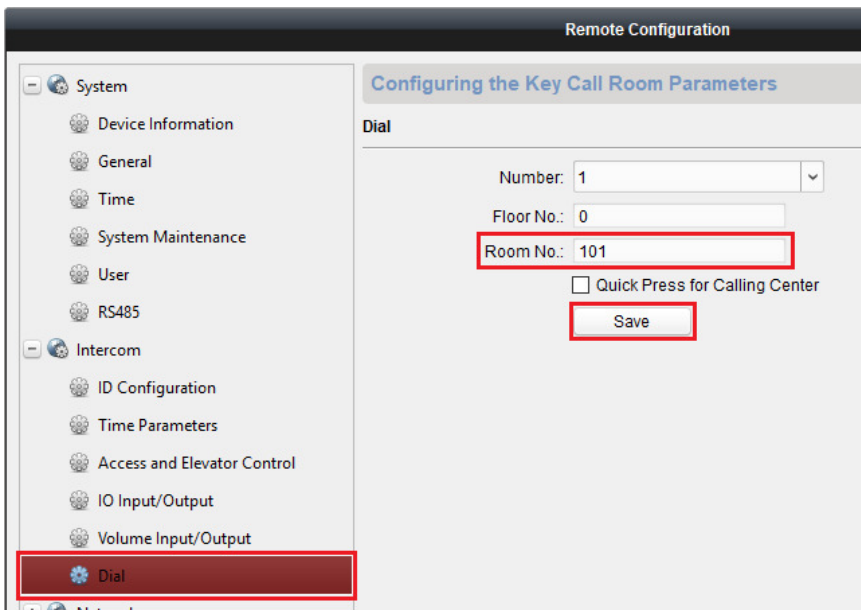 Remote Configuration
System
Device Information
General
Time
System Maintenance
User
RS485
Intercom
ID Configuration
Time Parameters
Access and Elevator Control
IO Input/Output
Volume Input/Output
Dial
Configuring the Key Call Room Parameters
Dial
Number: 1
Floor No.: 0
Room No.: 101
Quick Press for Calling Center
Save